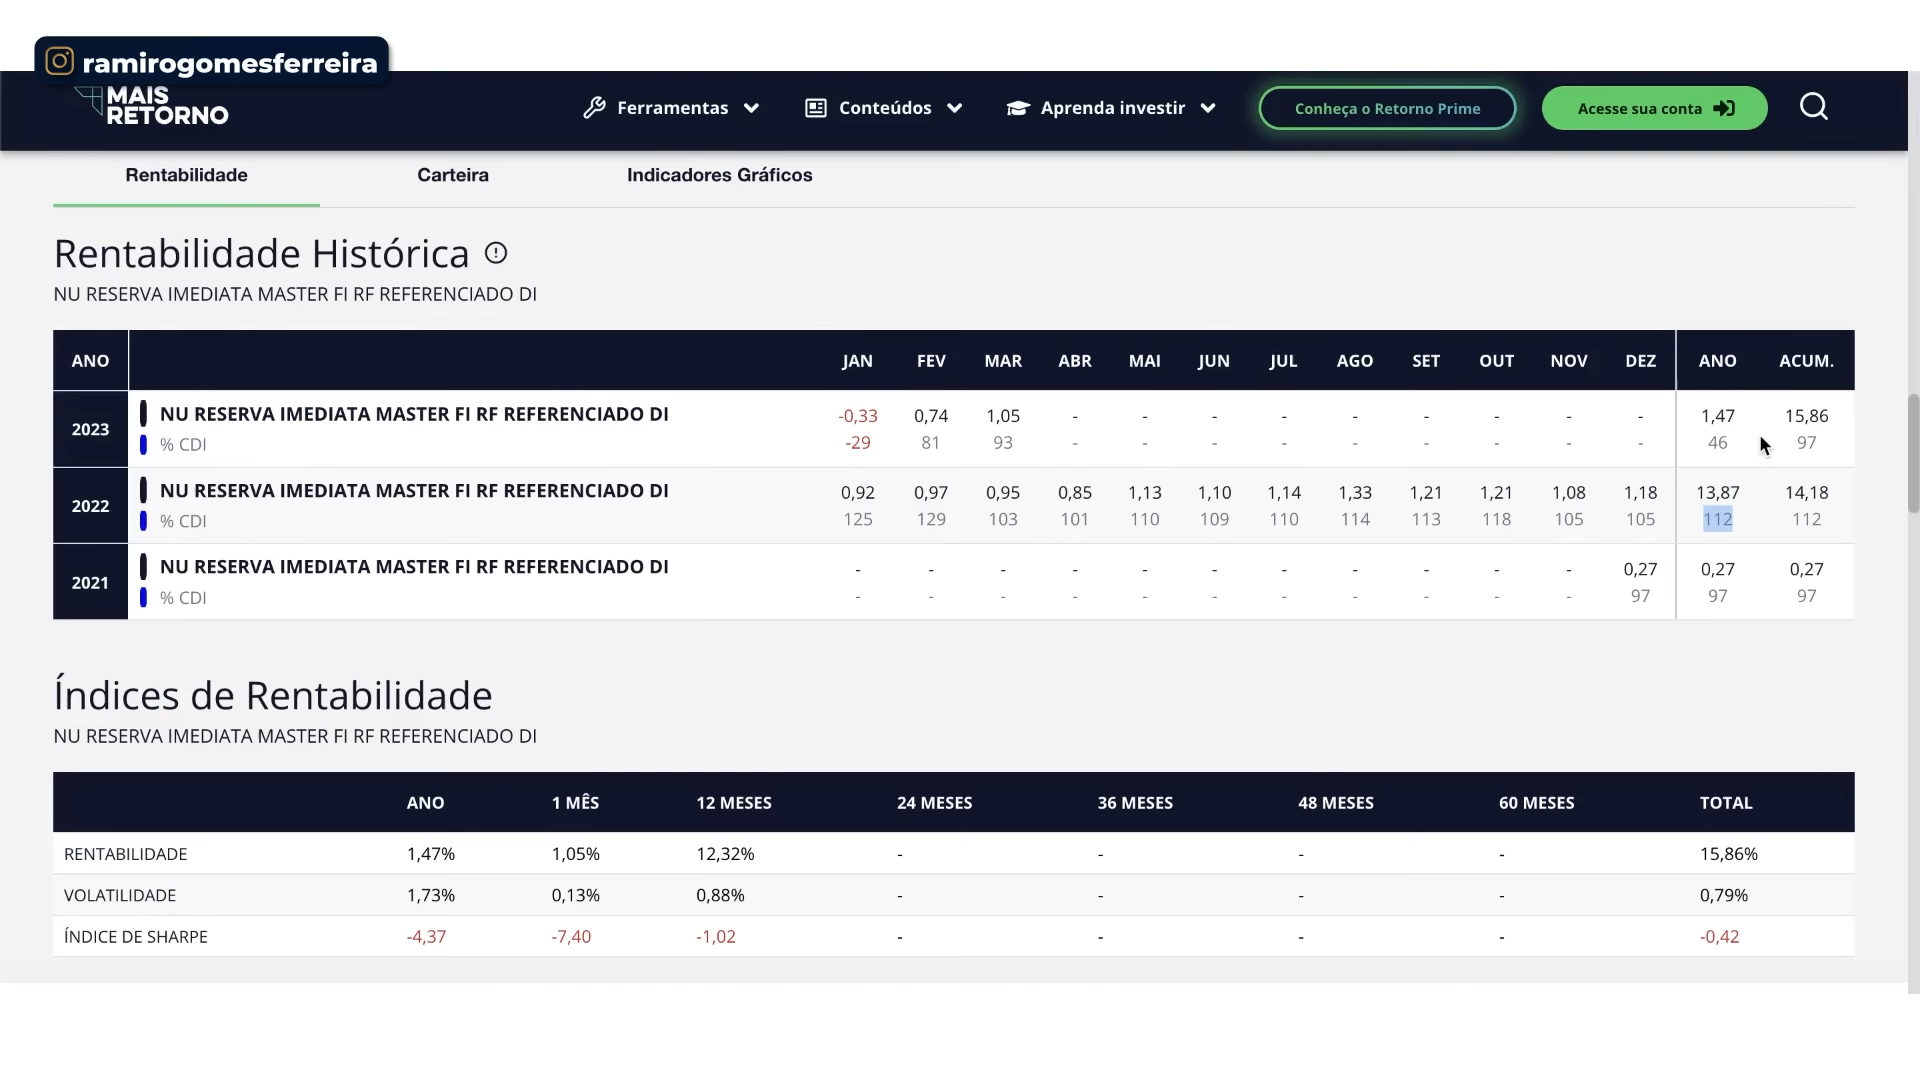 ramirogomesferreira
MAIS
RETORNO
Ferramentas
Conteúdos
Aprenda investir
Conheça o Retorno Prime
Acesse sua conta
Rentabilidade Carteira Indicadores Gráficos
Rentabilidade Histórica
NU RESERVA IMEDIATA MASTER FI RF REFERENCIADO DI
ANO JAN FEV MAR ABR MAI JUN JUL AGO SET OUT NOV DEZ ANO ACUM.
2023
NU RESERVA IMEDIATA MASTER FI RF REFERENCIADO DI -0,33 0,74 1,05 - - - - - - - - - 1,47 15,86
% CDI -29 81 93 - - - - - - - - - 46 97
2022
NU RESERVA IMEDIATA MASTER FI RF REFERENCIADO DI 0,92 0,97 0,95 0,85 1,13 1,10 1,14 1,33 1,21 1,21 1,08 1,18 13,87 14,18
% CDI 125 129 103 101 110 109 110 114 113 118 105 105 112 112
2021
NU RESERVA IMEDIATA MASTER FI RF REFERENCIADO DI - - - - - - - - - - - 0,27 0,27 0,27
% CDI - - - - - - - - - - - 97 97 97
Índices de Rentabilidade
NU RESERVA IMEDIATA MASTER FI RF REFERENCIADO DI
ANO 1 MÊS 12 MESES 24 MESES 36 MESES 48 MESES 60 MESES TOTAL
RENTABILIDADE 1,47% 1,05% 12,32% - - - - 15,86%
VOLATILIDADE 1,73% 0,13% 0,88% - - - - 0,79%
ÍNDICE DE SHARPE -4,37 -7,40 -1,02 - - - - -0,42